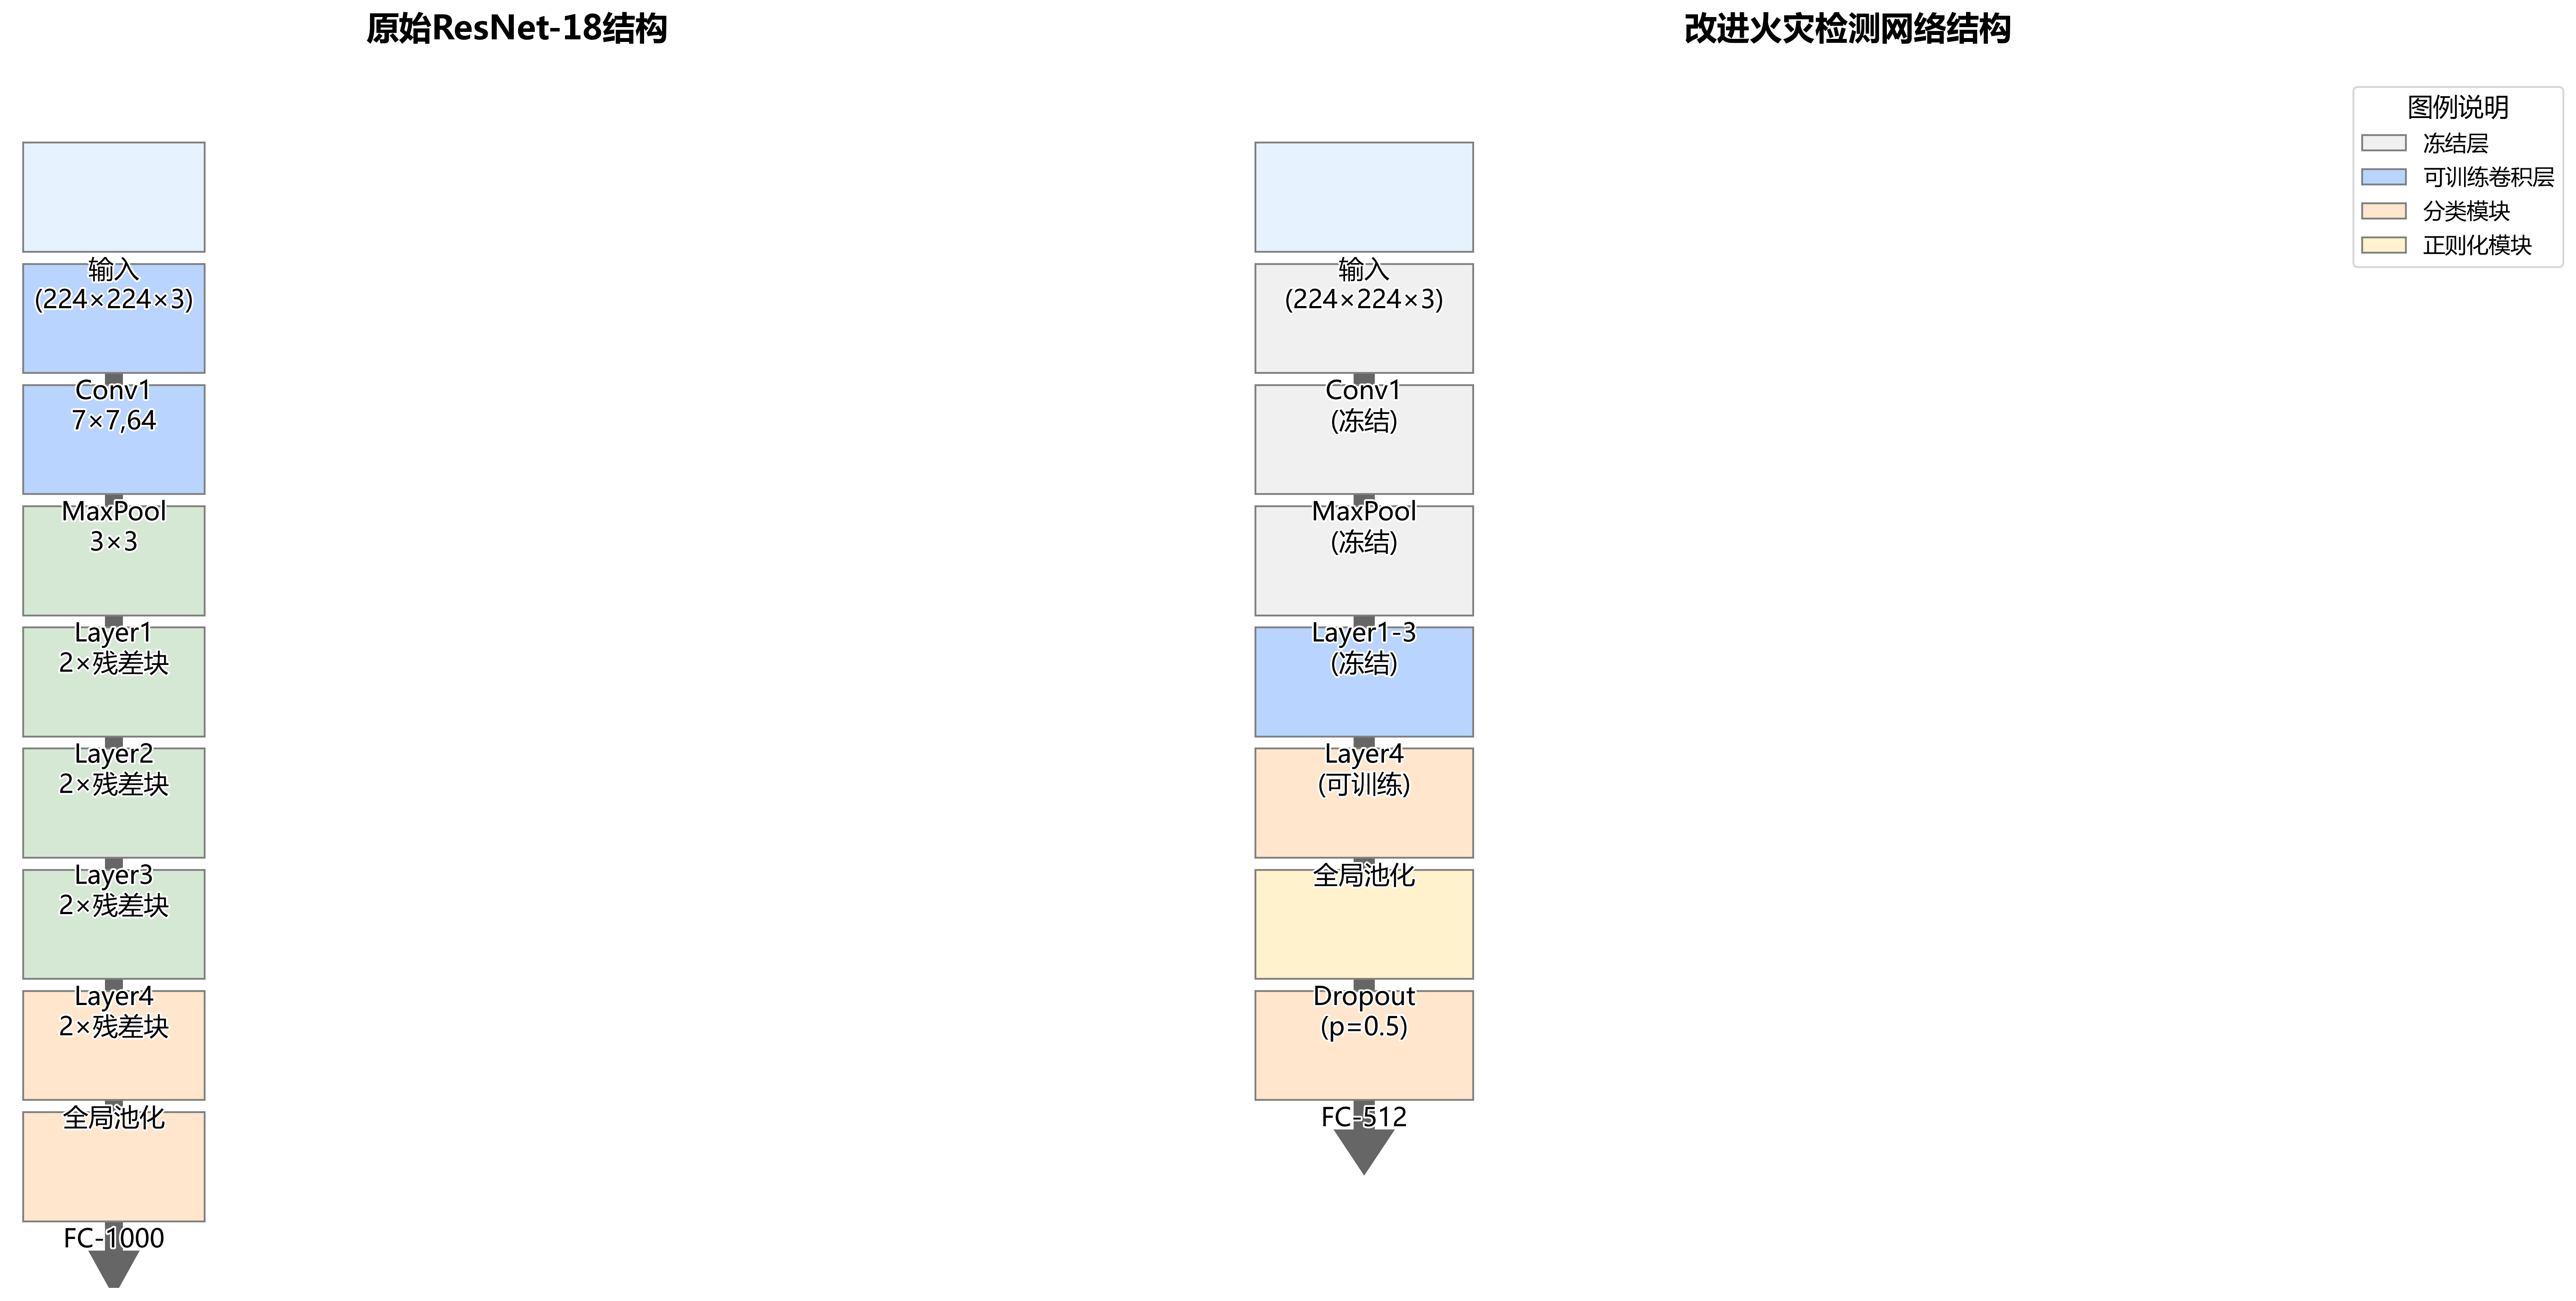 原始ResNet-18结构
输入
(224×224×3)
Conv1
7×7,64
MaxPool
3×3
Layer1
2×残差块
Layer2
2×残差块
Layer3
2×残差块
Layer4
2×残差块
全局池化
FC-1000
改进火灾检测网络结构
输入
(224×224×3)
Conv1
(冻结)
MaxPool
(冻结)
Layer1-3
(冻结)
Layer4
(可训练)
全局池化
Dropout
(p=0.5)
FC-512
图例说明
冻结层
可训练卷积层
分类模块
正则化模块